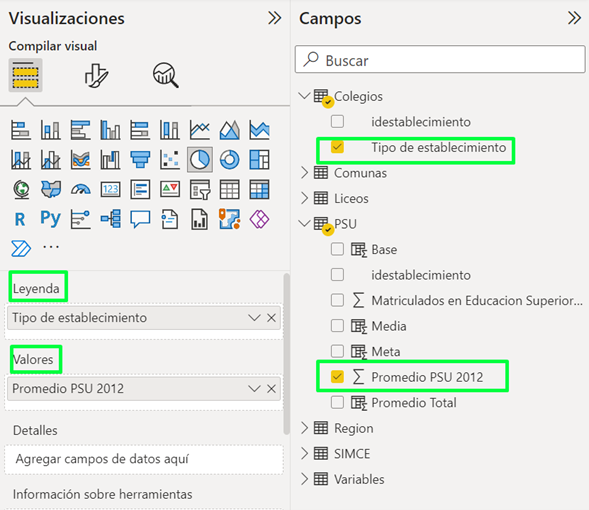 Visualizaciones
Compilar visual
123
R Py
...
Leyenda
Tipo de establecimiento
Valores
Promedio PSU 2012
Detalles
Agregar campos de datos aquí
Información sobre herramientas
Campos
Buscar
Colegios
idestablecimiento
Tipo de establecimiento
Comunas
Liceos
PSU
Base
idestablecimiento
Matriculados en Educacion Superior...
Media
Meta
Promedio PSU 2012
Promedio Total
Region
SIMCE
Variables